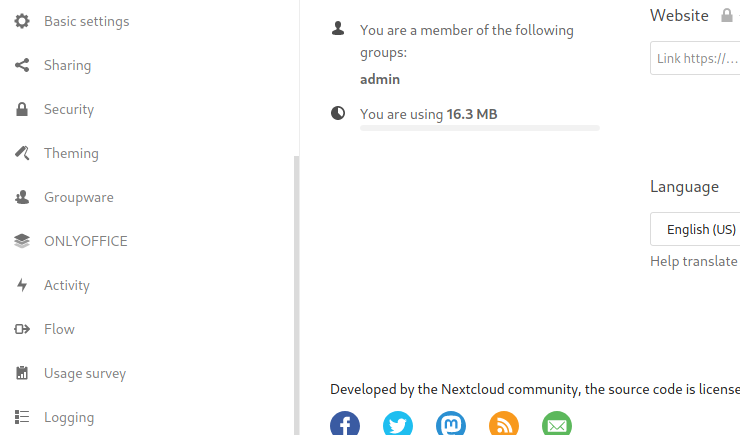 Basic settings
Sharing
Security
Theming
Groupware
ONLYOFFICE
Activity
Flow
Usage survey
Logging
You are a member of the following
groups:
admin
You are using 16.3 MB
Website
Link https://...
Language
English (US)
Help translate
Developed by the Nextcloud community, the source code is license